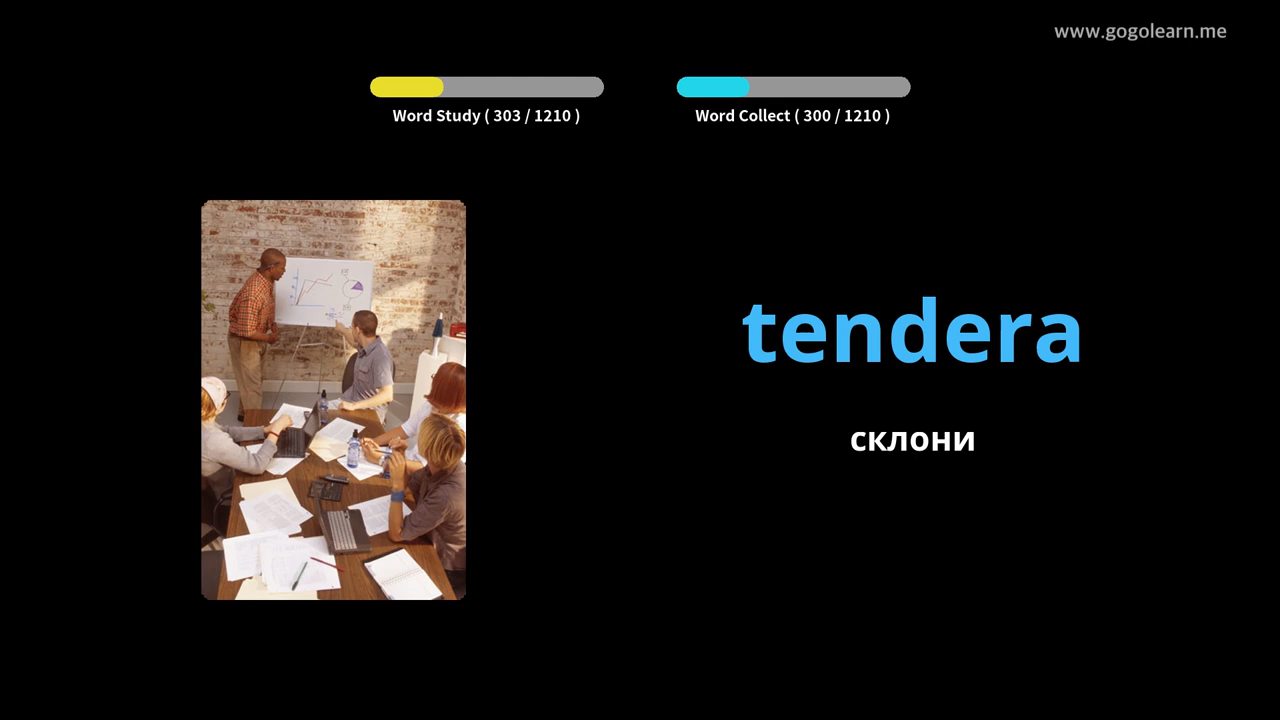 www.gogolearn.me
Word Study ( 303 / 1210 )
Word Collect ( 300 / 1210 )
tendera
склони